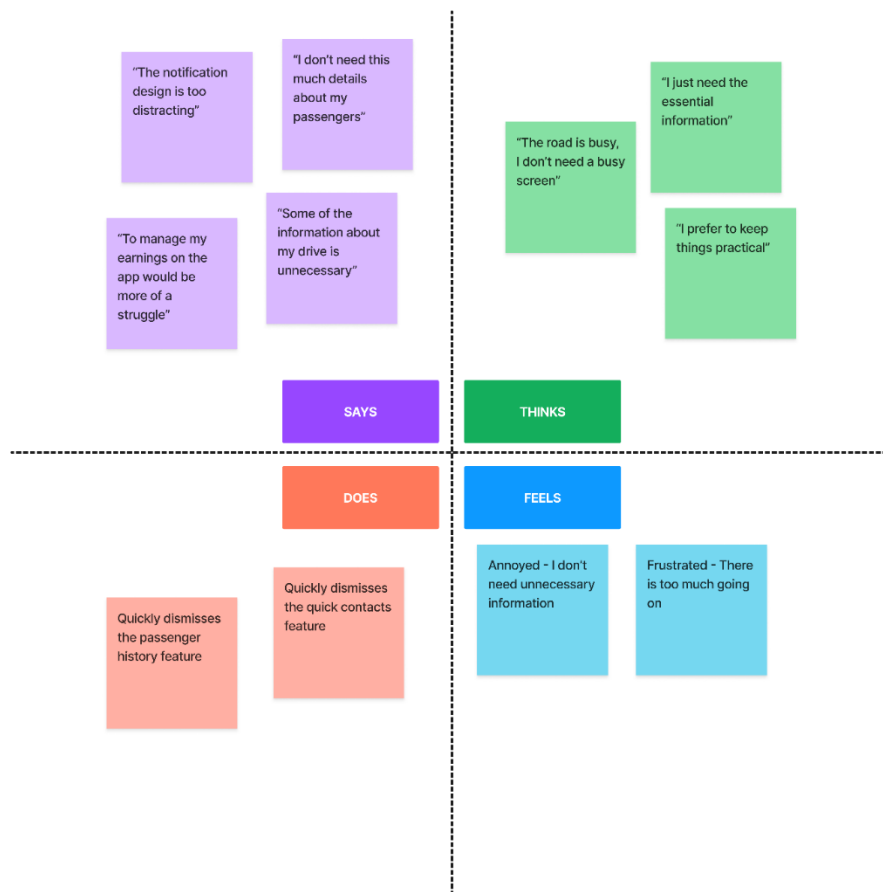 “The notification
design is too
distracting”
“I don’t need this
much details
about my
passengers”
“To manage my
earnings on the
app would be
more of a
struggle”
“Some of the
information about
my drive is
unnecessary”
“I just need the
essential
information”
“The road is busy,
I don’t need a busy
screen”
“I prefer to keep
things practical”
SAYS
THINKS
DOES
FEELS
Quickly dismisses
the passenger
history feature
Quickly dismisses
the quick contacts
feature
Annoyed - I don’t
need unnecessary
information
Frustrated - There
is too much going
on